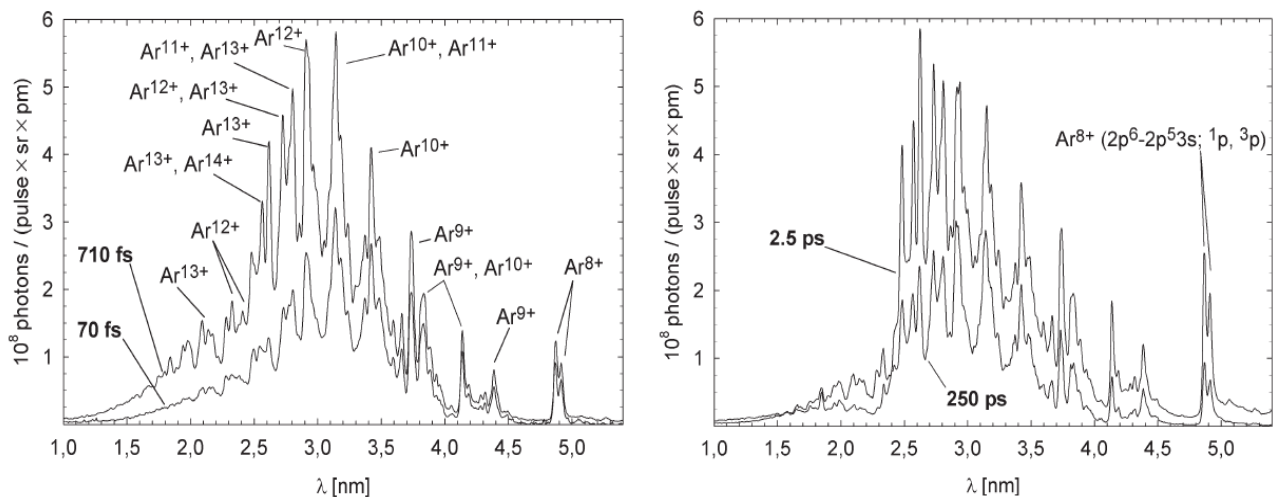 10⁸ photons / (pulse × sr × pm)
6
5
4
3
2
1
Ar¹¹⁺, Ar¹³⁺
Ar¹²⁺
Ar¹⁰⁺, Ar¹¹⁺
Ar¹²⁺, Ar¹³⁺
Ar¹³⁺
Ar¹⁰⁺
Ar¹³⁺, Ar¹⁴⁺
Ar¹²⁺
710 fs
Ar¹³⁺
70 fs
Ar⁹⁺
Ar⁹⁺, Ar¹⁰⁺
Ar⁸⁺
Ar⁹⁺
1,0 1,5 2,0 2,5 3,0 3,5 4,0 4,5 5,0
λ [nm]
10⁸ photons / (pulse × sr × pm)
6
5
4
3
2
1
Ar⁸⁺ (2p⁶-2p⁵3s; ¹p, ³p)
2.5 ps
250 ps
1,0 1,5 2,0 2,5 3,0 3,5 4,0 4,5 5,0
λ [nm]